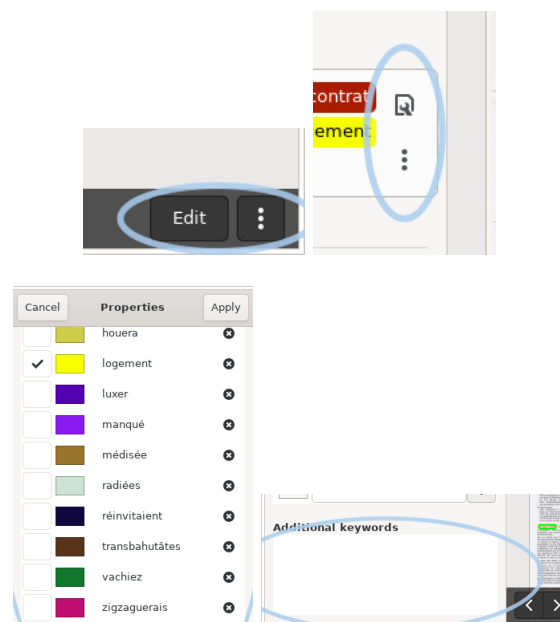 contrat
ement
Edit
Cancel
Properties
Apply
houera
logement
luxer
manqué
médisée
radiées
réinvitaient
transbahutâtes
vachiez
zigzaguerais
Additional keywords